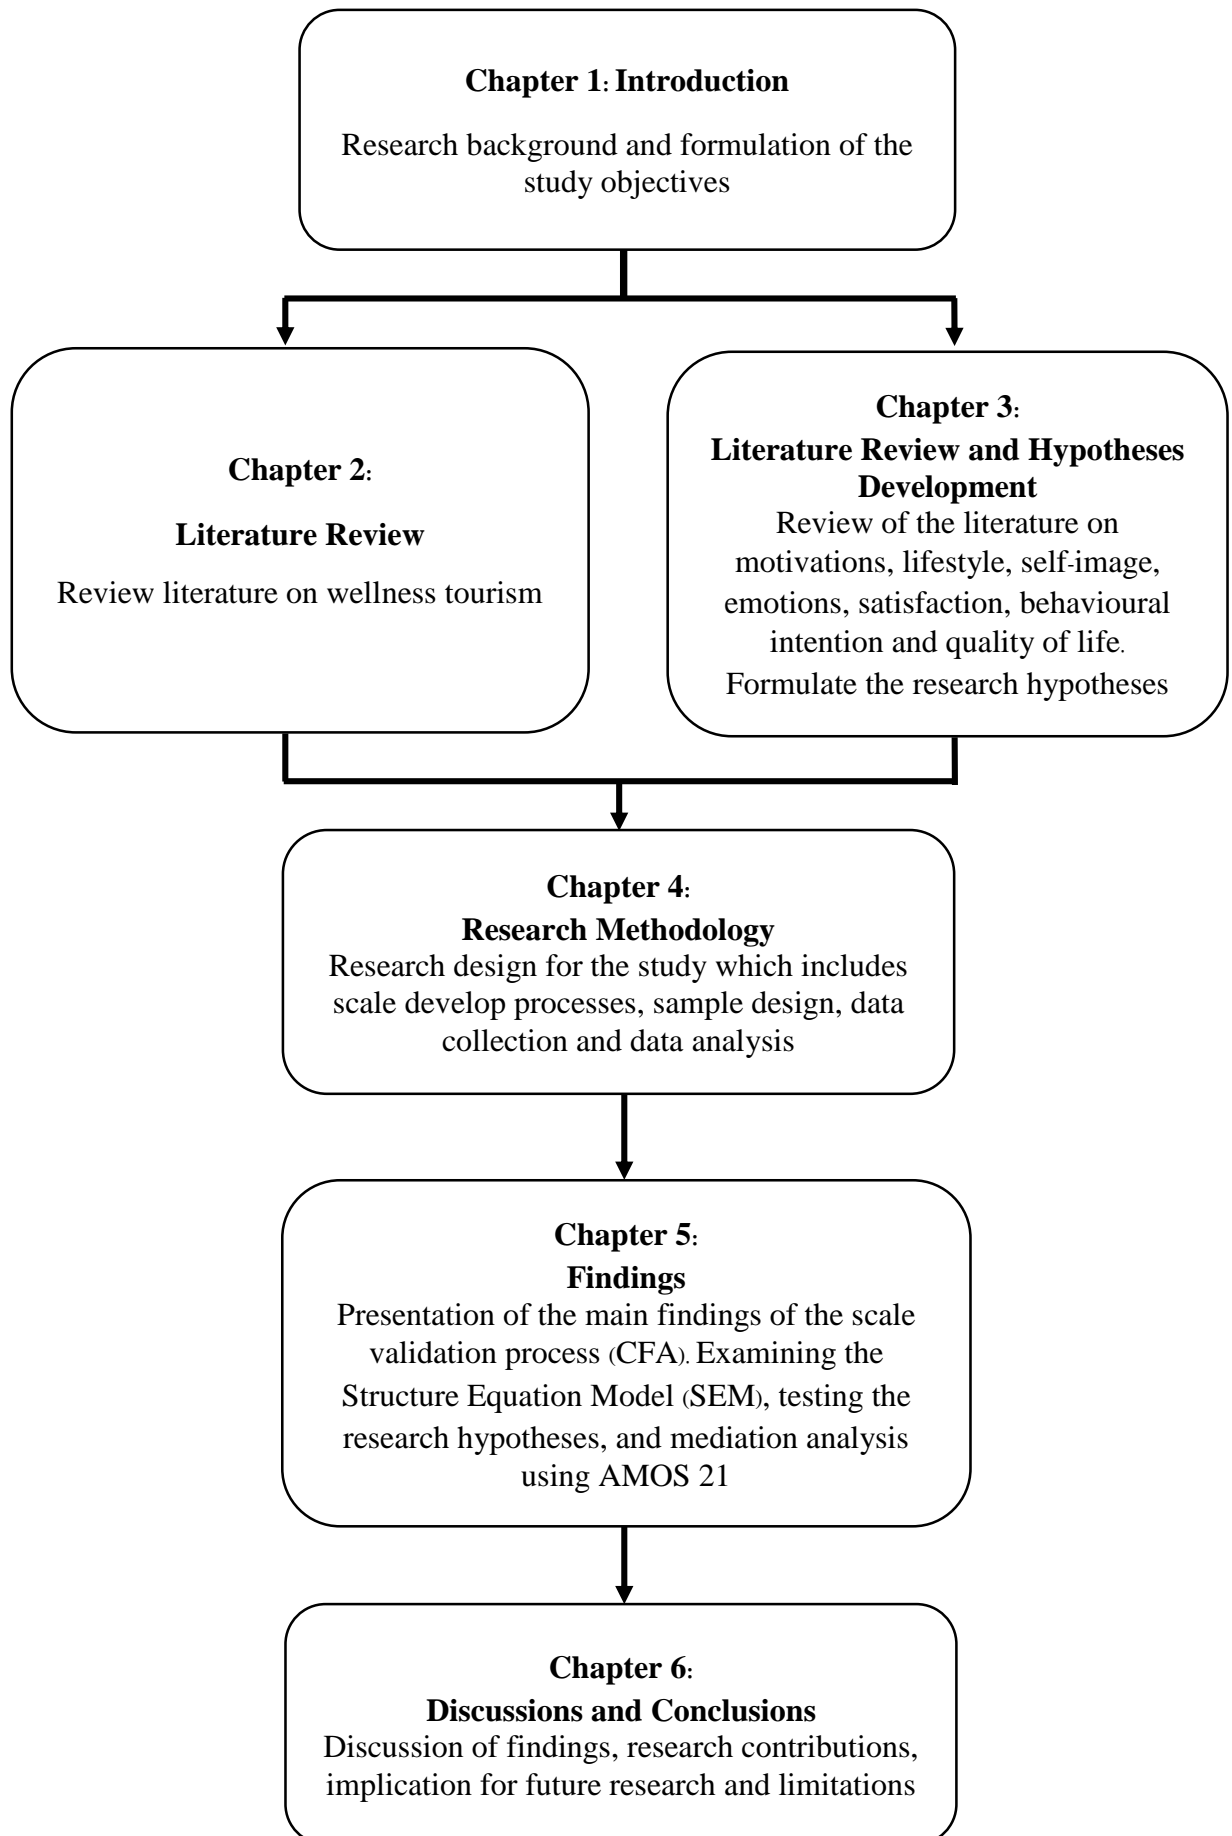 Chapter 1: Introduction
Research background and formulation of the
study objectives
Chapter 2:
Literature Review
Review literature on wellness tourism
Chapter 3:
Literature Review and Hypotheses
Development
Review of the literature on
motivations, lifestyle, self-image,
emotions, satisfaction, behavioural
intention and quality of life.
Formulate the research hypotheses
Chapter 4:
Research Methodology
Research design for the study which includes
scale develop processes, sample design, data
collection and data analysis
Chapter 5:
Findings
Presentation of the main findings of the scale
validation process (CFA). Examining the
Structure Equation Model (SEM), testing the
research hypotheses, and mediation analysis
using AMOS 21
Chapter 6:
Discussions and Conclusions
Discussion of findings, research contributions,
implication for future research and limitations